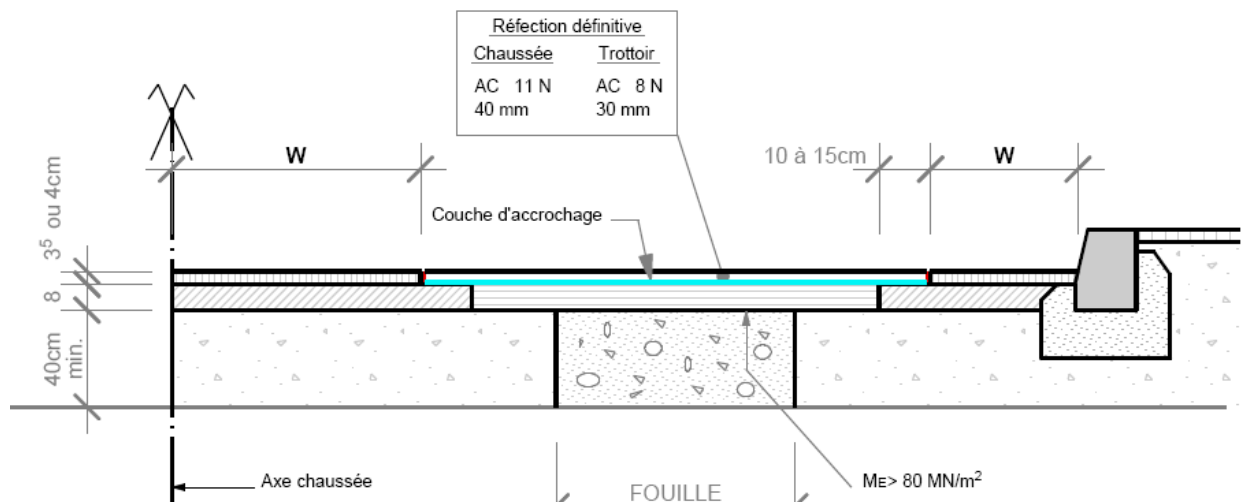 Réfection définitive
Chaussée Trottoir
AC 11 N AC 8 N
40 mm 30 mm
W
10 à 15cm
W
Couche d'accrochage
3⁵ ou 4cm
8
40cm
min.
Axe chaussée
FOUILLE
ME> 80 MN/m²